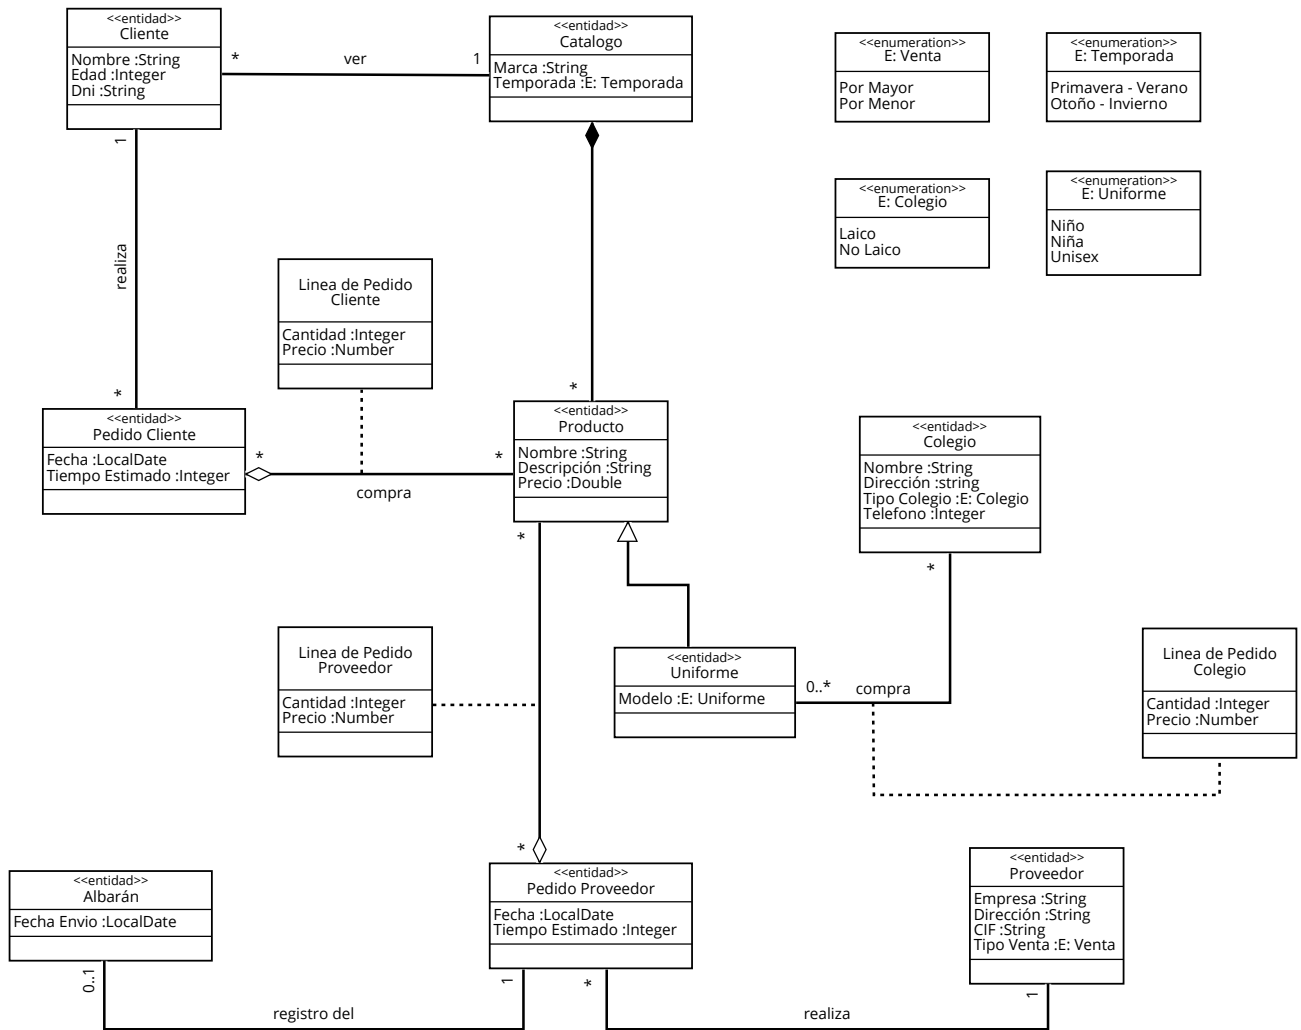 <<entidad>>
Cliente
Nombre :String
Edad :Integer
Dni :String
*
ver
1
<<entidad>>
Catalogo
Marca :String
Temporada :E: Temporada
<<enumeration>>
E: Venta
Por Mayor
Por Menor
<<enumeration>>
E: Temporada
Primavera - Verano
Otoño - Invierno
<<enumeration>>
E: Colegio
Laico
No Laico
<<enumeration>>
E: Uniforme
Niño
Niña
Unisex
1
realiza
*
Linea de Pedido
Cliente
Cantidad :Integer
Precio :Number
*
<<entidad>>
Pedido Cliente
Fecha :LocalDate
Tiempo Estimado :Integer
*
compra
*
<<entidad>>
Producto
Nombre :String
Descripción :String
Precio :Double
<<entidad>>
Colegio
Nombre :String
Dirección :string
Tipo Colegio :E: Colegio
Telefono :Integer
*
*
Linea de Pedido
Proveedor
Cantidad :Integer
Precio :Number
<<entidad>>
Uniforme
Modelo :E: Uniforme
0..*
compra
Linea de Pedido
Colegio
Cantidad :Integer
Precio :Number
*
<<entidad>>
Albarán
Fecha Envio :LocalDate
<<entidad>>
Pedido Proveedor
Fecha :LocalDate
Tiempo Estimado :Integer
<<entidad>>
Proveedor
Empresa :String
Dirección :String
CIF :String
Tipo Venta :E: Venta
0..1
registro del
1
*
realiza
1